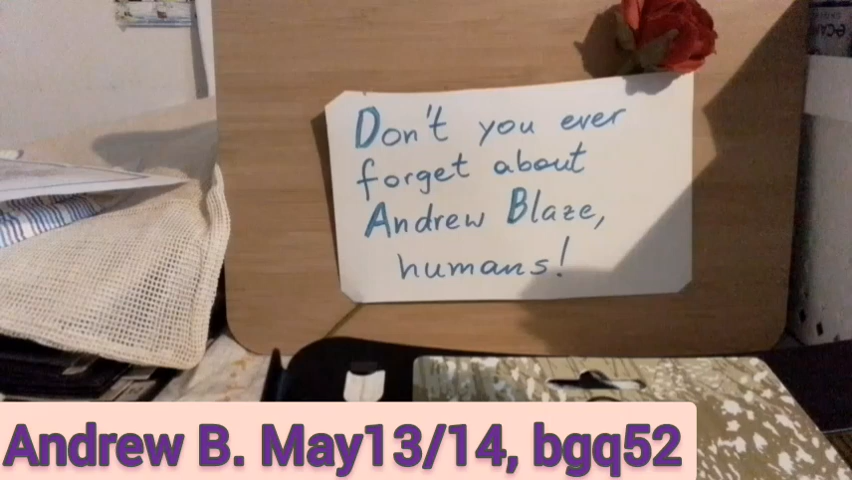 Don't you ever
forget about
Andrew Blaze,
humans!
Andrew B. May13/14, bgq52